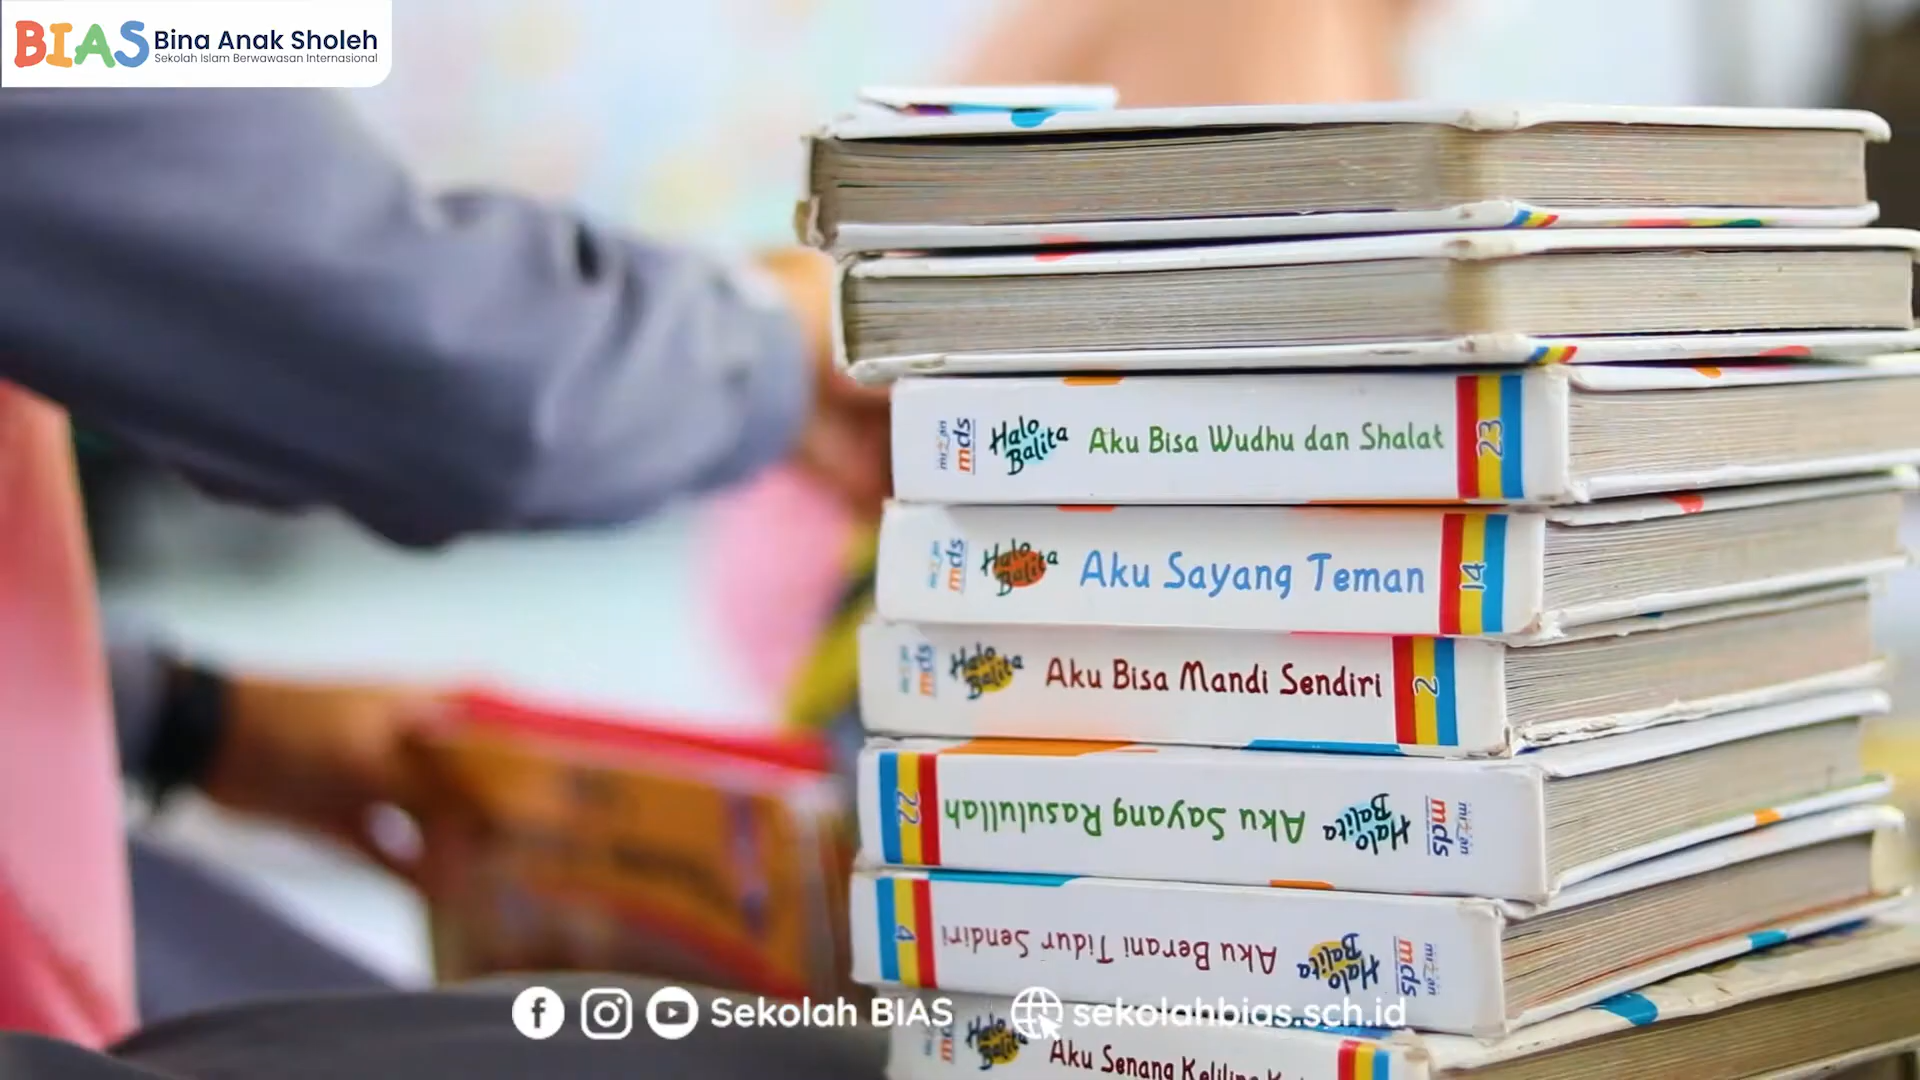 BIAS Bina Anak Sholeh
Sekolah Islam Berwawasan Internasional
mizan mds Halo Balita Aku Bisa Wudhu dan Shalat 23
mizan mds Halo Balita Aku Sayang Teman 14
mizan mds Halo Balita Aku Bisa Mandi Sendiri 2
mizan mds Halo Balita Aku Sayang Rasulullah 22
mizan mds Halo Balita Aku Berani Tidur Sendiri 4
mds Halo Balita Aku Senang
Sekolah BIAS sekolahbias.sch.id